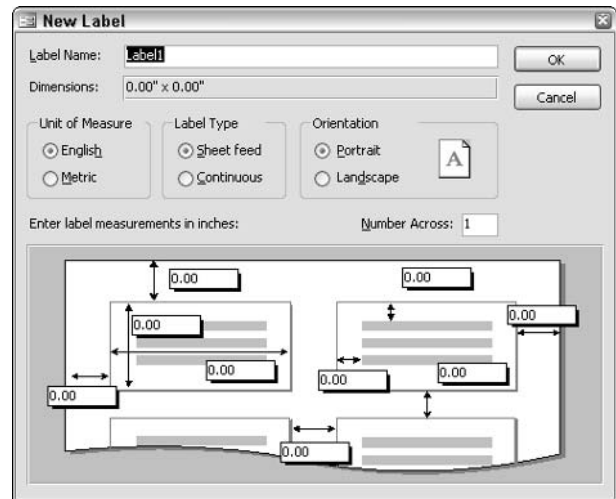 New Label
Label Name: Label1
OK
Dimensions: 0.00" x 0.00"
Cancel
Unit of Measure
Label Type
Orientation
English
Sheet feed
Portrait
A
Metric
Continuous
Landscape
Enter label measurements in inches:
Number Across: 1
0.00
0.00
0.00
0.00
0.00
0.00
0.00
0.00
0.00